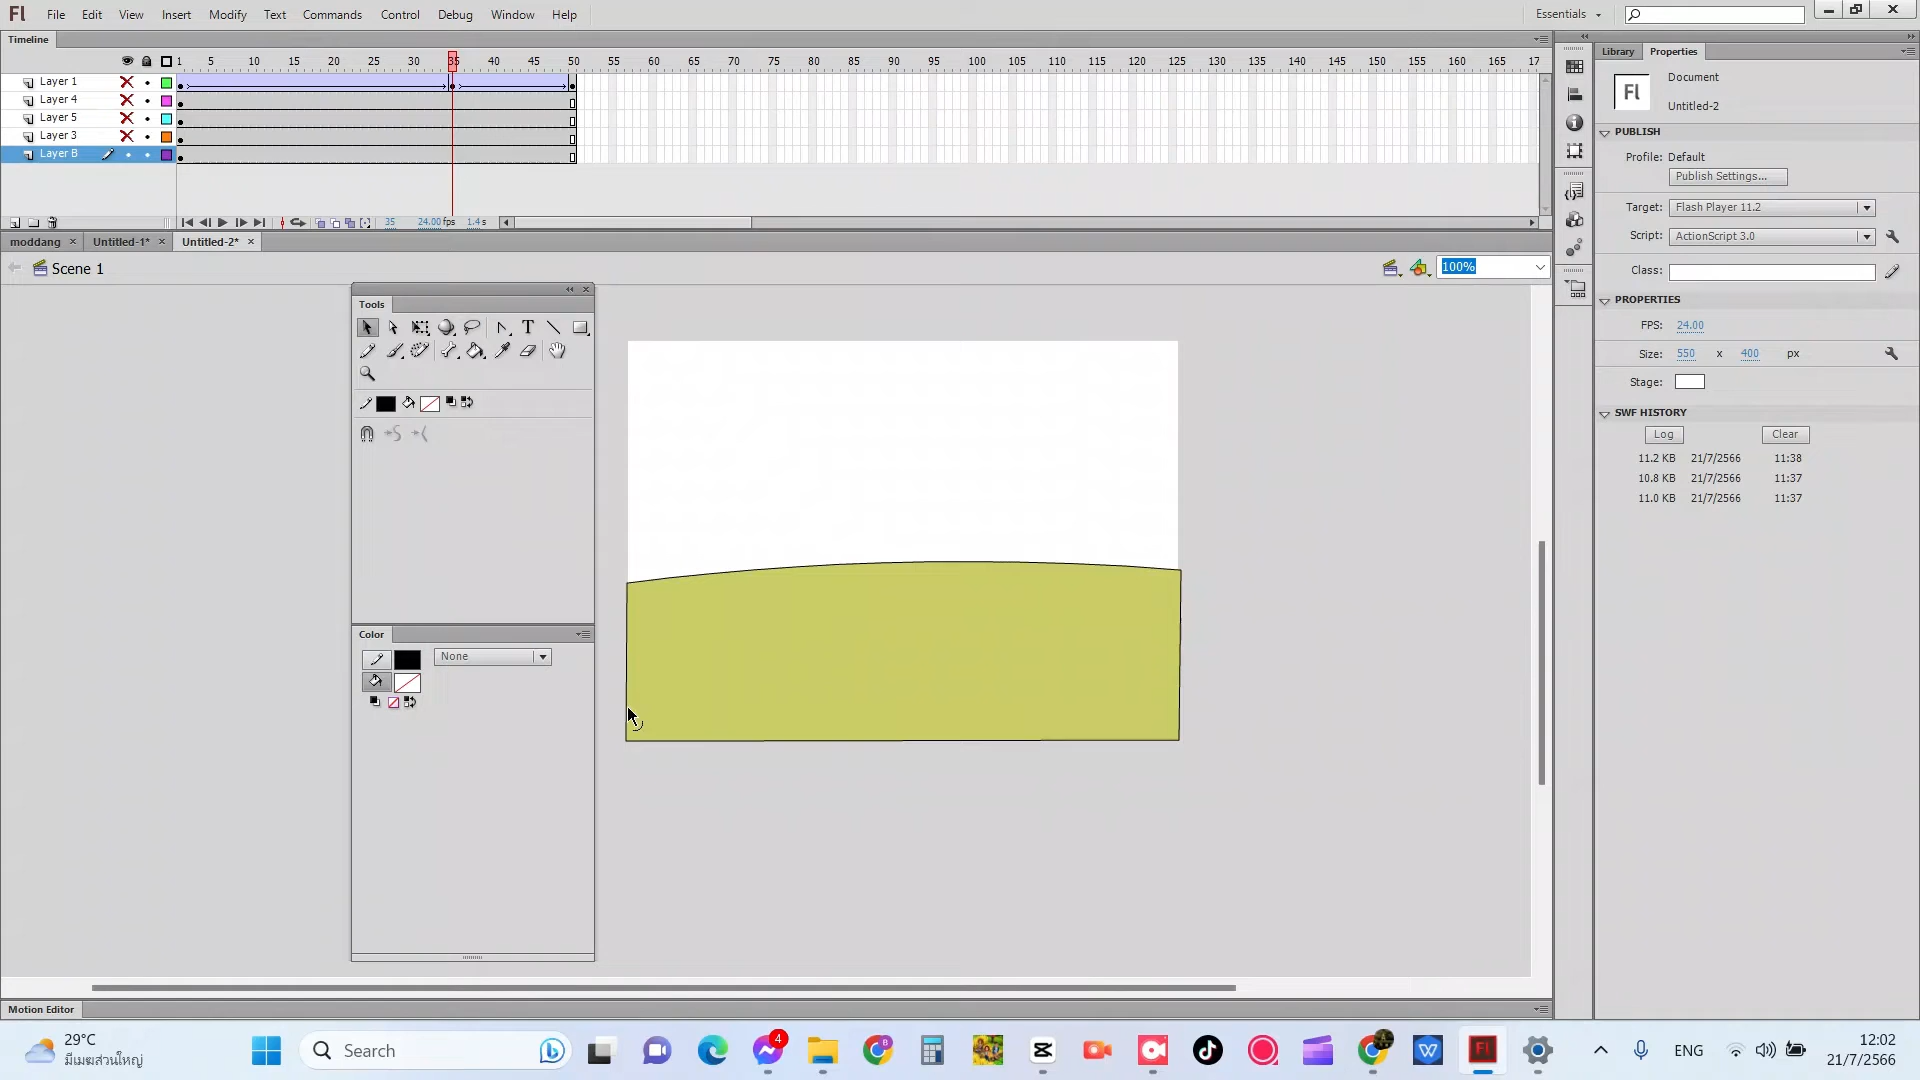 Fl File Edit View Insert Modify Text Commands Control Debug Window Help Essentials
Timeline
1 5 10 15 20 25 30 35 40 45 50 55 60 65 70 75 80 85 90 95 100 105 110 115 120 125 130 135 140 145 150 155 160 165 17
Layer 1
Layer 4
Layer 5
Layer 3
Layer B
35 24.00 fps 1.4 s
moddang Untitled-1* Untitled-2*
Scene 1 100%
Tools
T
Color
None
Motion Editor
Library Properties
Fl
Document
Untitled-2
PUBLISH
Profile: Default
Publish Settings...
Target: Flash Player 11.2
Script: ActionScript 3.0
Class:
PROPERTIES
FPS: 24.00
Size: 550 x 400 px
Stage:
SWF HISTORY
Log Clear
11.2 KB 21/7/2566 11:38
10.8 KB 21/7/2566 11:37
11.0 KB 21/7/2566 11:37
29°C
มีเมฆส่วนใหญ่
Search
4
B
W
Fl
ENG
12:02
21/7/2566